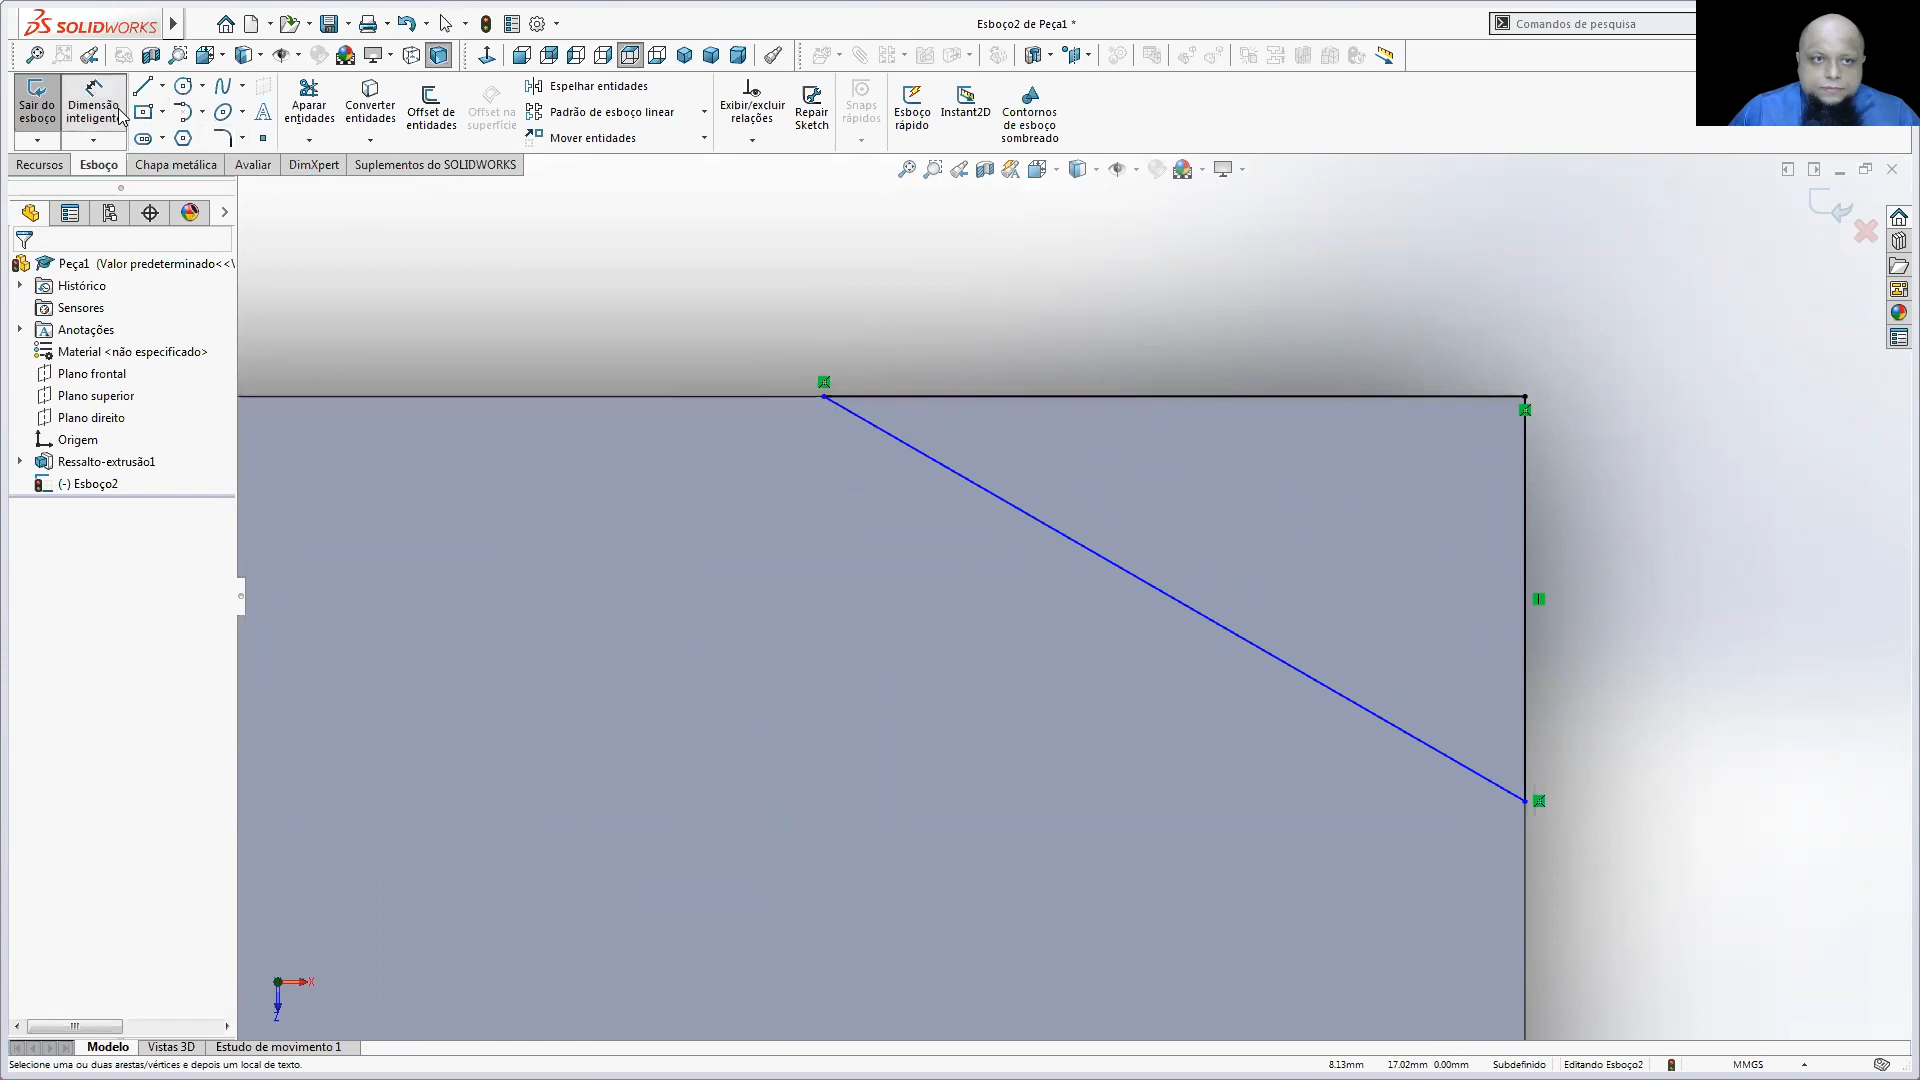 SOLIDWORKS
Esboço2 de Peça1 *
Comandos de pesquisa
Sair do esboço
Dimensão inteligente
Aparar entidades
Converter entidades
Offset de entidades
Offset na superfície
Espelhar entidades
Padrão de esboço linear
Mover entidades
Exibir/excluir relações
Repair Sketch
Snaps rápidos
Esboço rápido
Instant2D
Contornos de esboço sombreado
Recursos
Esboço
Chapa metálica
Avaliar
DimXpert
Suplementos do SOLIDWORKS
Peça1 (Valor predeterminado<<\
Histórico
Sensores
Anotações
Material <não especificado>
Plano frontal
Plano superior
Plano direito
Origem
Ressalto-extrusão1
(-) Esboço2
X
Z
Modelo
Vistas 3D
Estudo de movimento 1
Selecione uma ou duas arestas/vértices e depois um local de texto.
8.13mm
17.02mm 0.00mm
Subdefinido
Editando Esboço2
MMGS